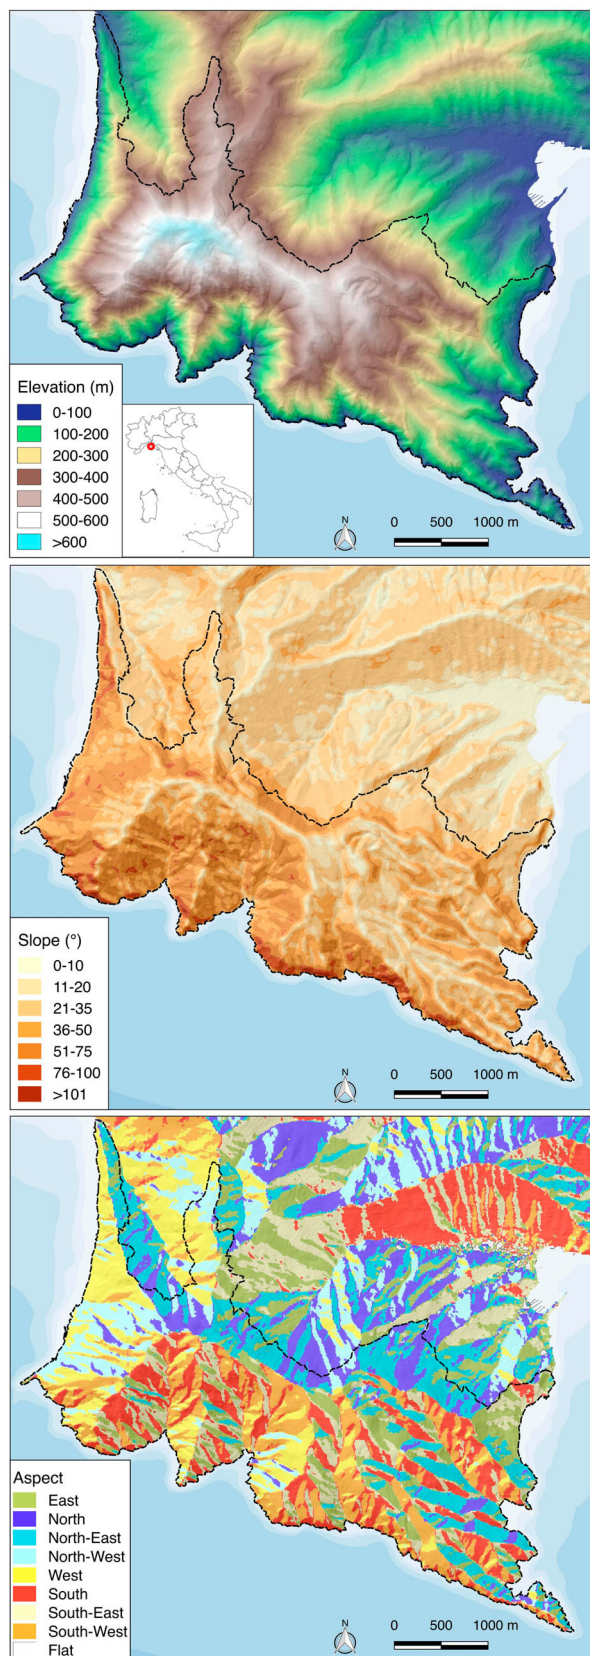 Elevation (m)
0-100
100-200
200-300
300-400
400-500
500-600
>600
N
0 500 1000 m
Slope (°)
0-10
11-20
21-35
36-50
51-75
76-100
>101
N
0 500 1000 m
Aspect
East
North
North-East
North-West
West
South
South-East
South-West
Flat
N
0 500 1000 m